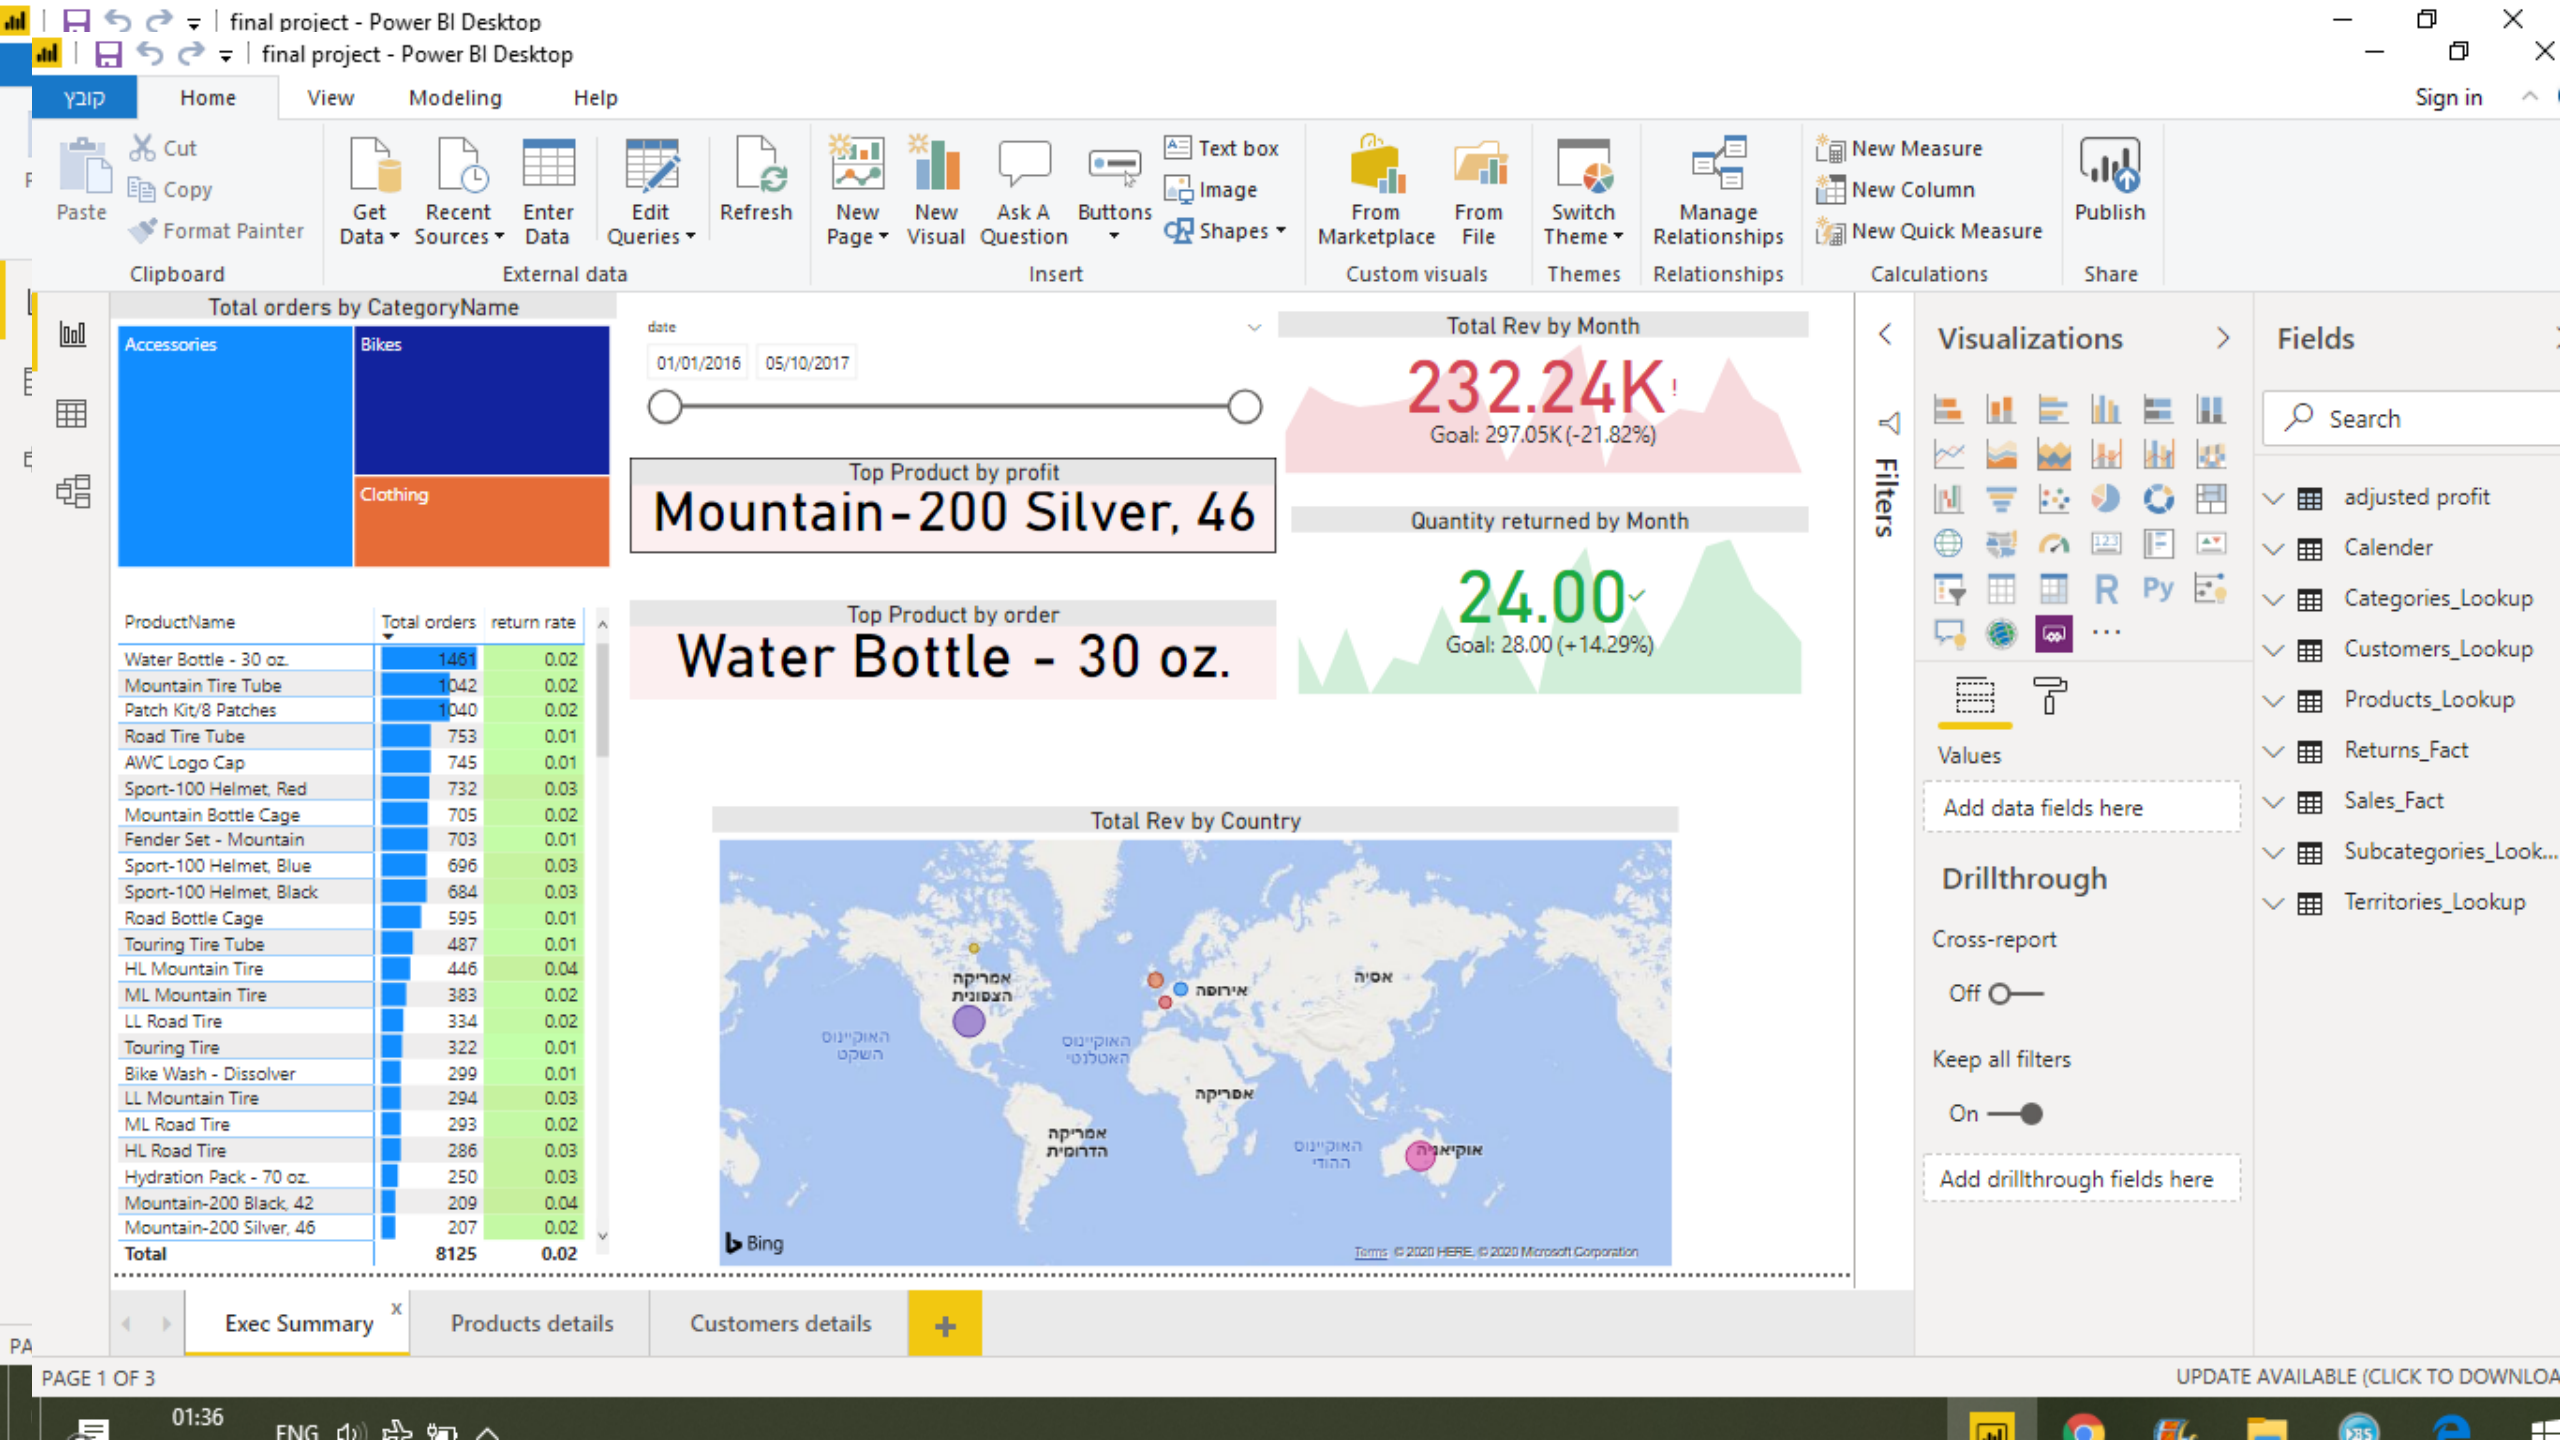 final project - Power BI Desktop
final project - Power BI Desktop
קובץ
Home
View
Modeling
Help
Sign in
Paste
Cut
Copy
Format Painter
Clipboard
Get Data
Recent Sources
Enter Data
Edit Queries
Refresh
External data
New Page
New Visual
Ask A Question
Buttons
Text box
Image
Shapes
Insert
From Marketplace
From File
Custom visuals
Switch Theme
Themes
Manage Relationships
Relationships
New Measure
New Column
New Quick Measure
Calculations
Publish
Share
Total orders by CategoryName
Accessories
Bikes
Clothing
date
01/01/2016
05/10/2017
Top Product by profit
Mountain-200 Silver, 46
Top Product by order
Water Bottle - 30 oz.
Total Rev by Month
232.24K!
Goal: 297.05K (-21.82%)
Quantity returned by Month
24.00
Goal: 28.00 (+14.29%)
ProductName Total orders return rate
Water Bottle - 30 oz. 1461 0.02
Mountain Tire Tube 1042 0.02
Patch Kit/8 Patches 1040 0.02
Road Tire Tube 753 0.01
AWC Logo Cap 745 0.01
Sport-100 Helmet, Red 732 0.03
Mountain Bottle Cage 705 0.02
Fender Set - Mountain 703 0.01
Sport-100 Helmet, Blue 696 0.03
Sport-100 Helmet, Black 684 0.03
Road Bottle Cage 595 0.01
Touring Tire Tube 487 0.01
HL Mountain Tire 446 0.04
ML Mountain Tire 383 0.02
LL Road Tire 334 0.02
Touring Tire 322 0.01
Bike Wash - Dissolver 299 0.01
LL Mountain Tire 294 0.03
ML Road Tire 293 0.02
HL Road Tire 286 0.03
Hydration Pack - 70 oz. 250 0.03
Mountain-200 Black, 42 209 0.04
Mountain-200 Silver, 46 207 0.02
Total 8125 0.02
Total Rev by Country
אמריקה
הצפונית
אירופה
אסיה
האוקיינוס
השקט
האוקיינוס
האטלנטי
אפריקה
אמריקה
הדרומית
האוקיינוס
ההודי
אוקיאניה
Bing
Terms © 2020 HERE, © 2020 Microsoft Corporation
Filters
Visualizations
123
R
Py
Values
Add data fields here
Drillthrough
Cross-report
Off
Keep all filters
On
Add drillthrough fields here
Fields
Search
adjusted profit
Calender
Categories_Lookup
Customers_Lookup
Products_Lookup
Returns_Fact
Sales_Fact
Subcategories_Look...
Territories_Lookup
Exec Summary x
Products details
Customers details
+
PA
PAGE 1 OF 3
UPDATE AVAILABLE (CLICK TO DOWNLOA
01:36
ENG